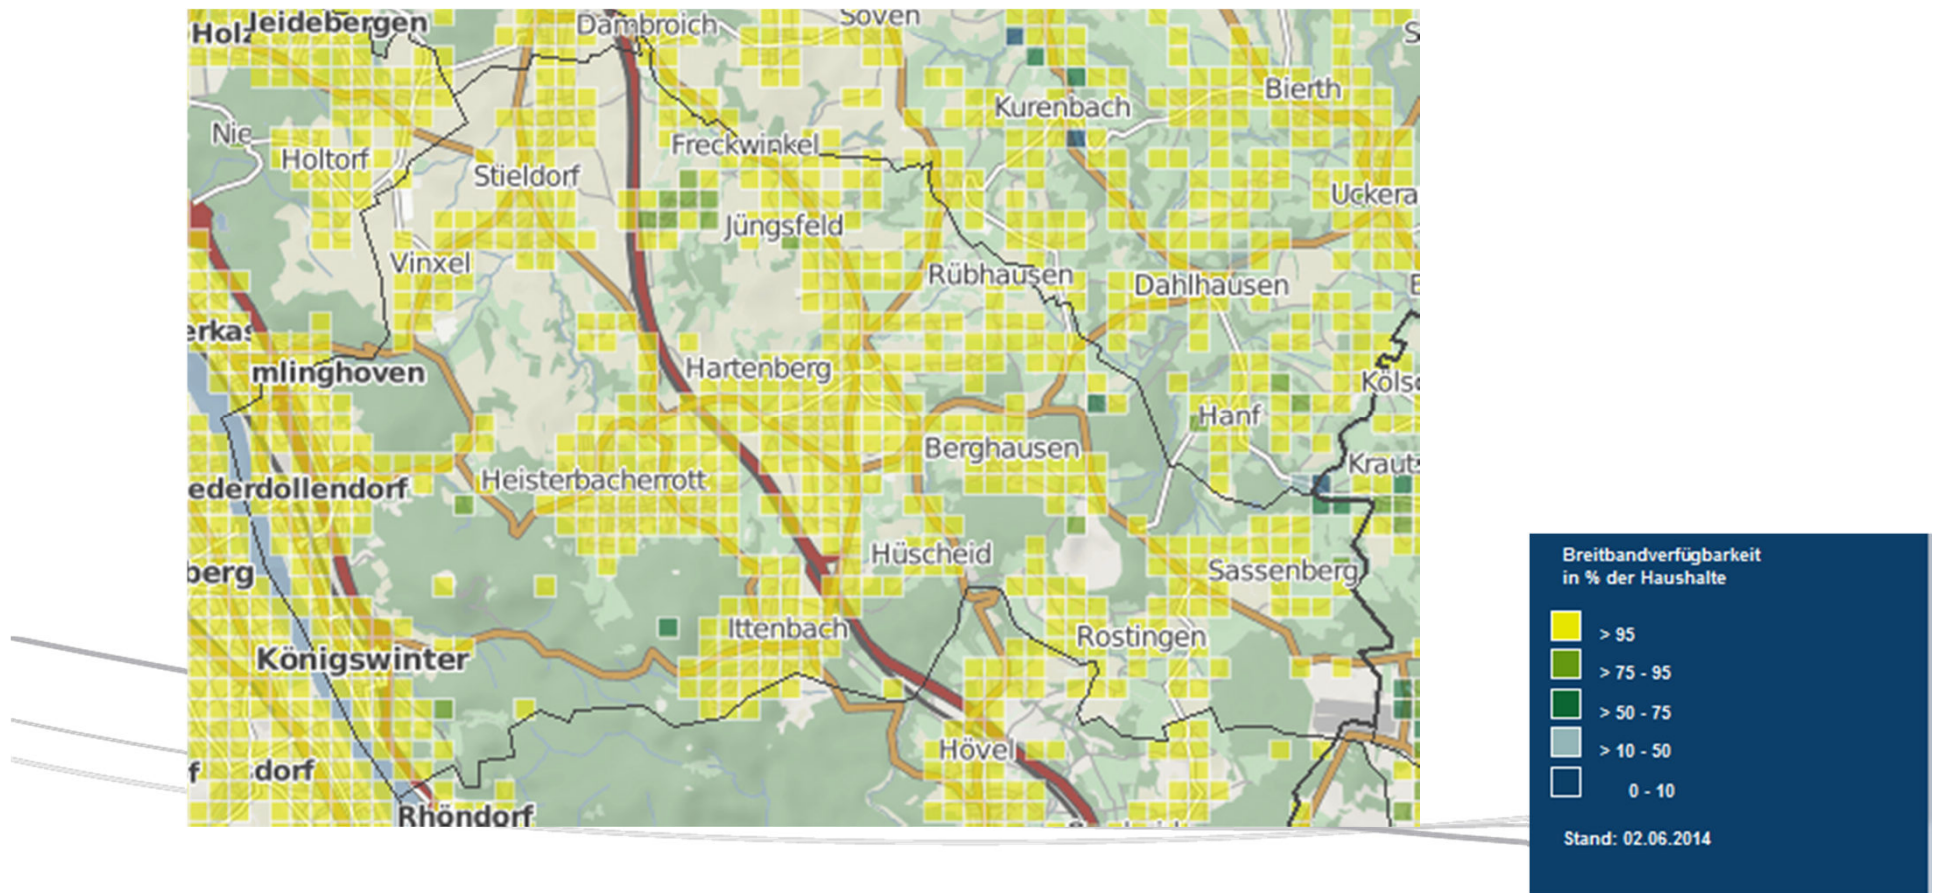 Holz
leidebergen
Dambroich
Söven
Kurenbach
Bierth
Nie
Holtorf
Freckwinkel
Stieldorf
Uckera
Jüngsfeld
Vinxel
Rübhausen
Dahlhausen
erkas
mlinghoven
Hartenberg
Kölsc
Hanf
Berghausen
Kraut
Heisterbacherrott
ederdollendorf
Hüscheid
Sassenberg
berg
Ittenbach
Rostingen
Königswinter
Hövel
f
dorf
Rhöndorf
Breitbandverfügbarkeit
in % der Haushalte
> 95
> 75 - 95
> 50 - 75
> 10 - 50
0 - 10
Stand: 02.06.2014